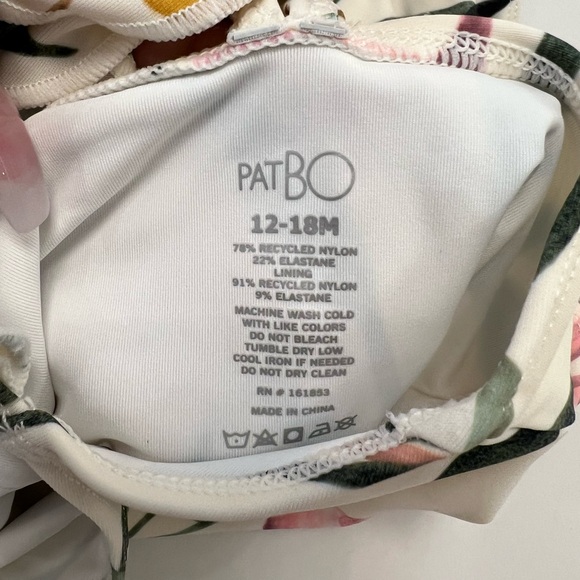 PATBO
12-18M
78% RECYCLED NYLON
22% ELASTANE
LINING
91% RECYCLED NYLON
9% ELASTANE
MACHINE WASH COLD
WITH LIKE COLORS
DO NOT BLEACH
TUMBLE DRY LOW
COOL IRON IF NEEDED
DO NOT DRY CLEAN
RN # 161853
MADE IN CHINA